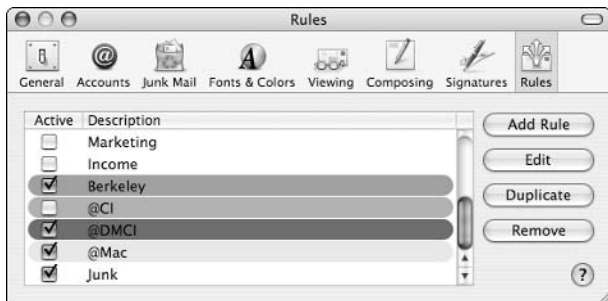 Rules
General Accounts Junk Mail Fonts & Colors Viewing Composing Signatures Rules
Active Description
Marketing
Income
Berkeley
@CI
@DMCI
@Mac
Junk
Add Rule
Edit
Duplicate
Remove
?